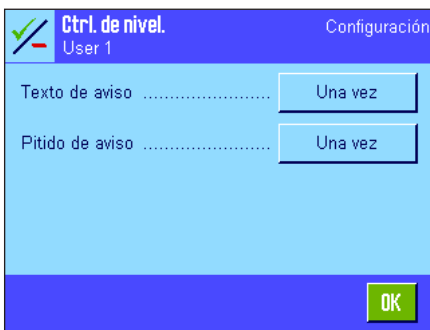 Ctrl. de nivel. Configuración
User 1
Texto de aviso ........................ Una vez
Pitido de aviso ........................ Una vez
OK